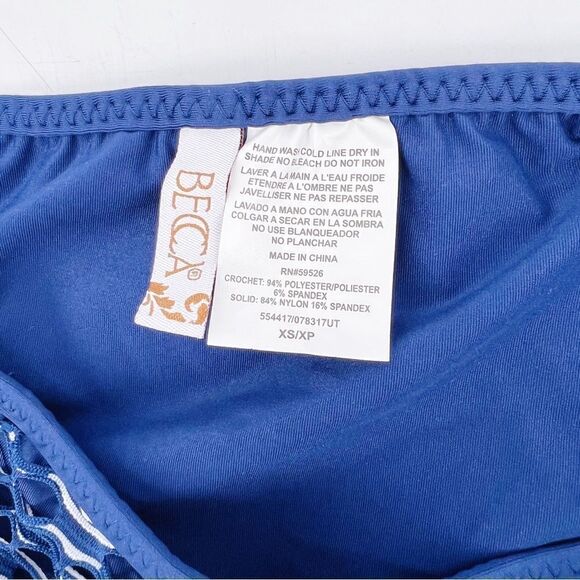 BECCA®
HAND WASH COLD LINE DRY IN
SHADE NO BLEACH DO NOT IRON
LAVER A LA MAIN A L'EAU FROIDE
ETENDRE A L'OMBRE NE PAS
JAVELLISER NE PAS REPASSER
LAVADO A MANO CON AGUA FRIA
COLGAR A SECAR EN LA SOMBRA
NO USE BLANQUEADOR
NO PLANCHAR
MADE IN CHINA
RN#59526
CROCHET: 94% POLYESTER/POLIESTER
6% SPANDEX
SOLID: 84% NYLON 16% SPANDEX
554417/078317UT
XS/XP